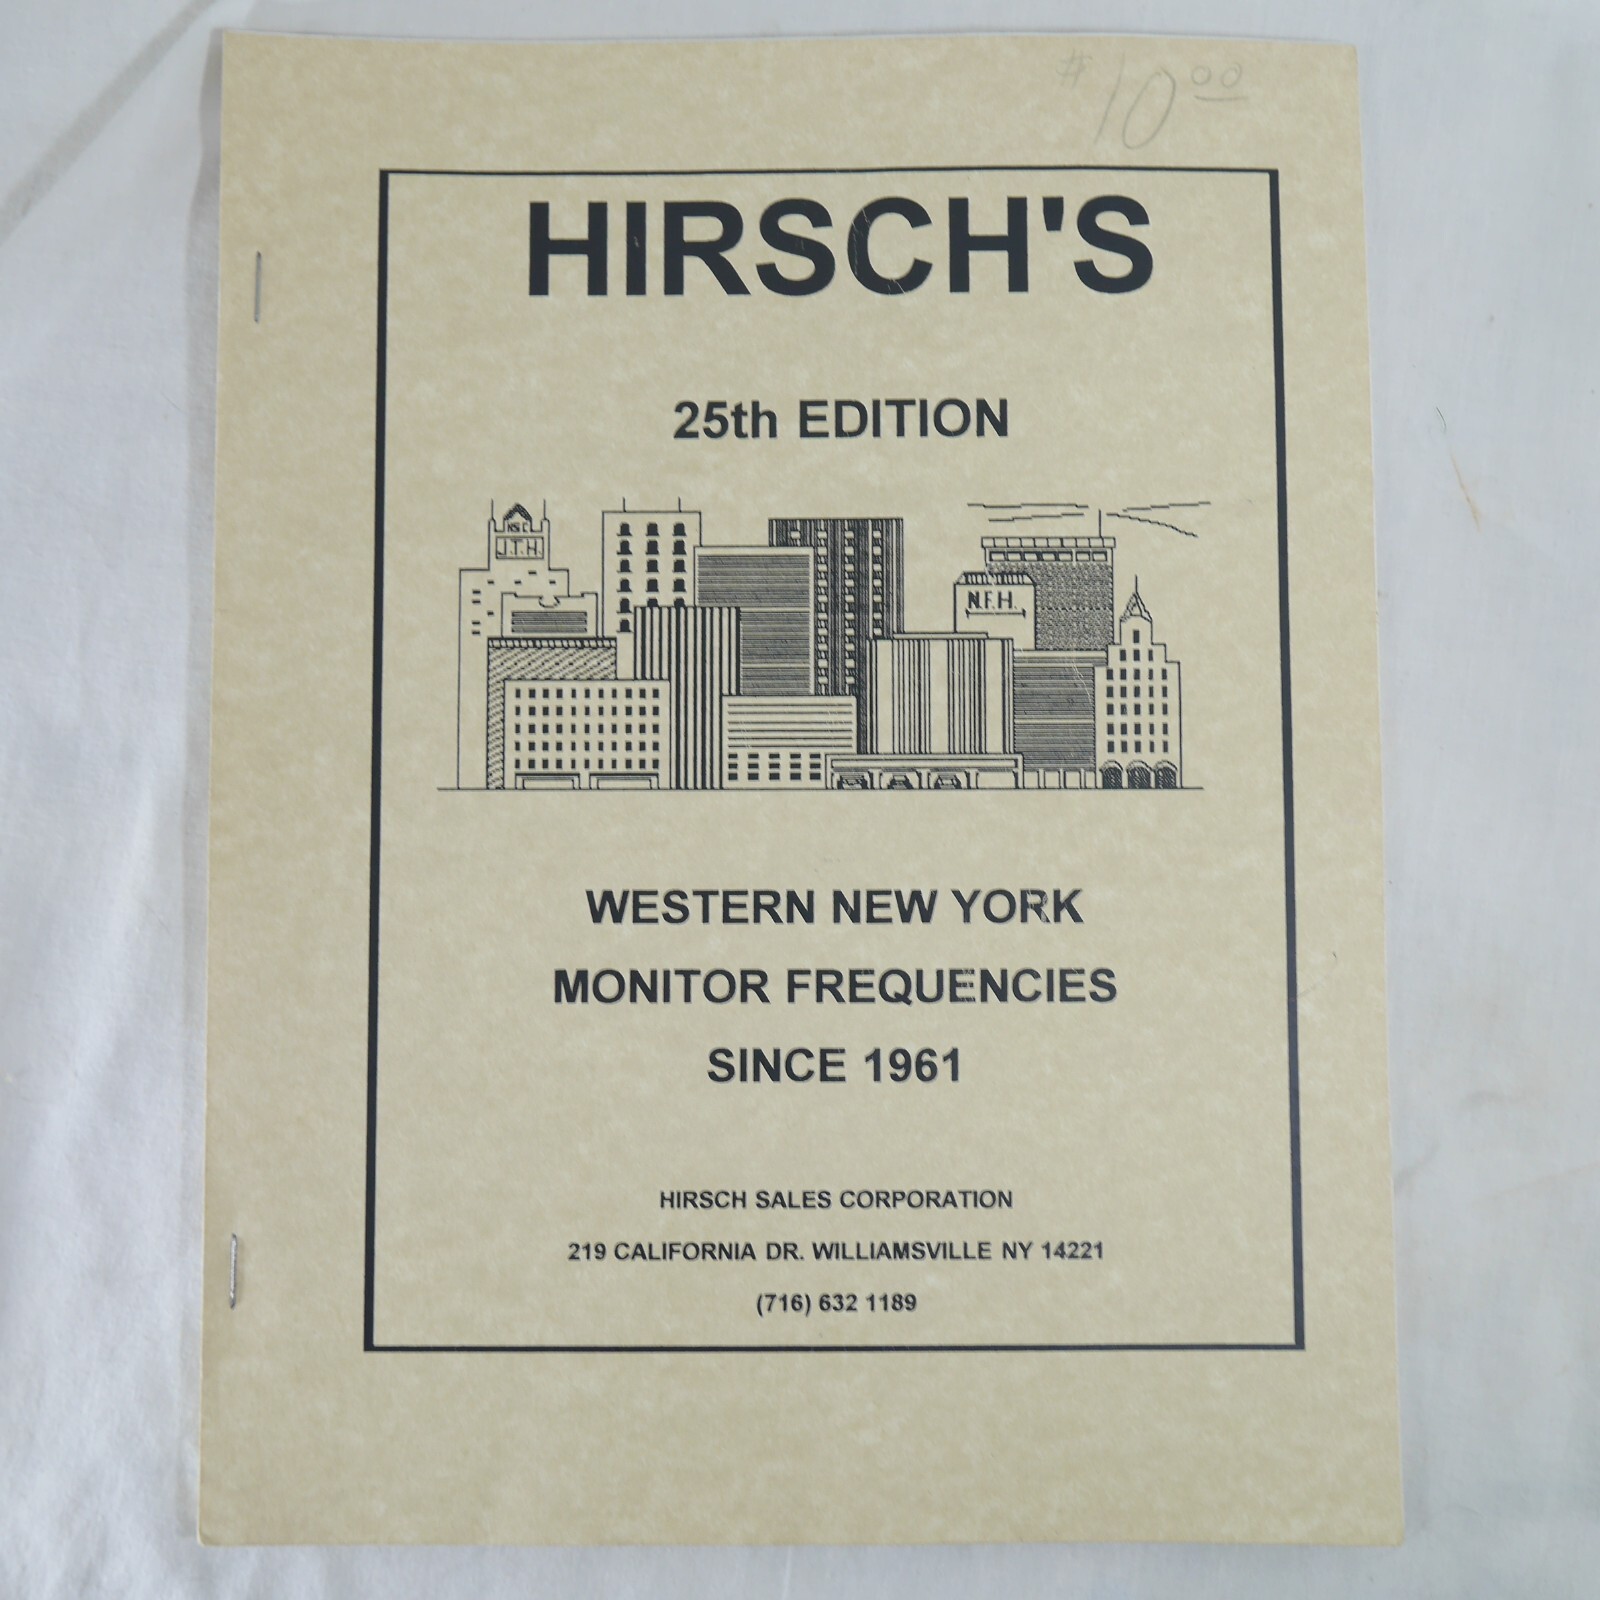 $10.00
HIRSCH'S
25th EDITION
J.T.H.
N.F.H.
WESTERN NEW YORK
MONITOR FREQUENCIES
SINCE 1961
HIRSCH SALES CORPORATION
219 CALIFORNIA DR. WILLIAMSVILLE NY 14221
(716) 632 1189